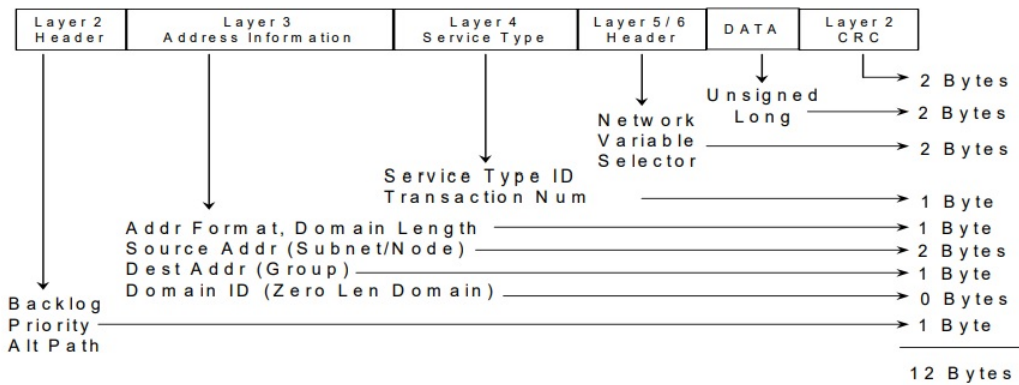 Layer 2 Header
Layer 3 Address Information
Layer 4 Service Type
Layer 5/6 Header
DATA
Layer 2 CRC
2 Bytes
Unsigned Long
2 Bytes
Network Variable Selector
2 Bytes
Service Type ID
Transaction Num
1 Byte
Addr Format, Domain Length
1 Byte
Source Addr (Subnet/Node)
2 Bytes
Dest Addr (Group)
1 Byte
Domain ID (Zero Len Domain)
0 Bytes
Backlog
Priority
Alt Path
1 Byte
12 Bytes